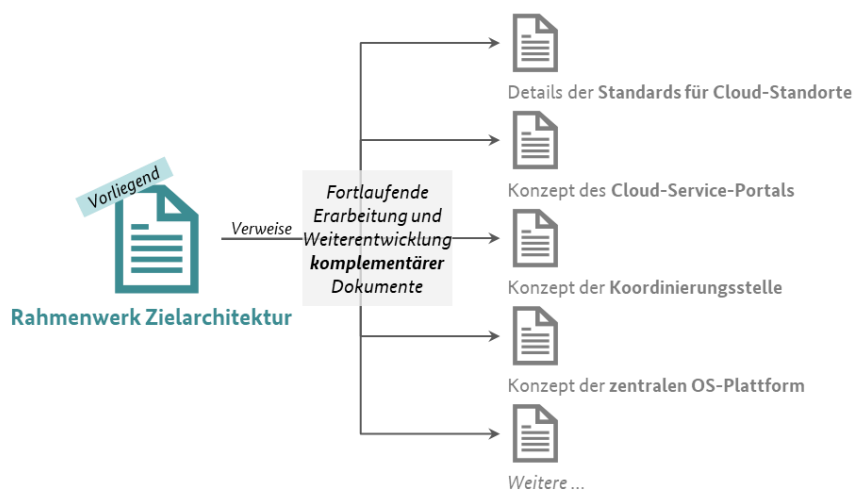 Vorliegend
Rahmenwerk Zielarchitektur
Verweise
Fortlaufende
Erarbeitung und
Weiterentwicklung
komplementärer
Dokumente
Details der Standards für Cloud-Standorte
Konzept des Cloud-Service-Portals
Konzept der Koordinierungsstelle
Konzept der zentralen OS-Plattform
Weitere ...